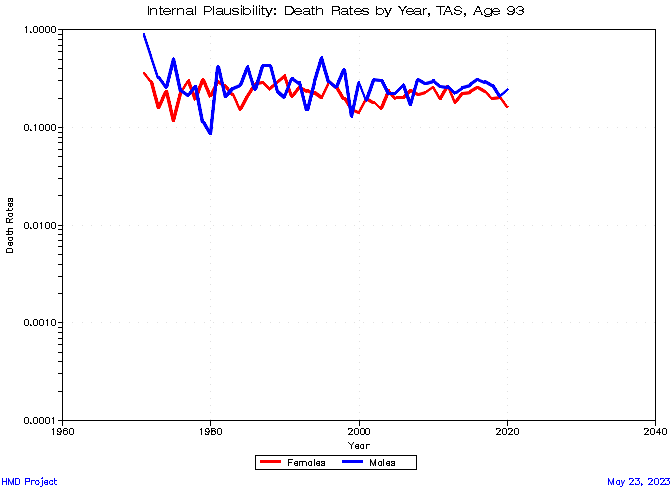 Internal Plausibility: Death Rates by Year, TAS, Age 93
1.0000
0.1000
0.0100
0.0010
0.0001
Death Rates
1960
1980
2000
2020
2040
Year
Females
Males
HMD Project
May 23, 2023